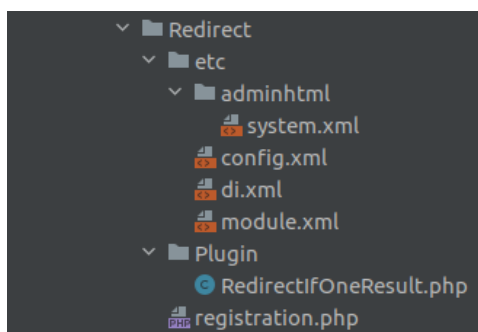 Redirect
etc
adminhtml
system.xml
config.xml
di.xml
module.xml
Plugin
RedirectIfOneResult.php
registration.php